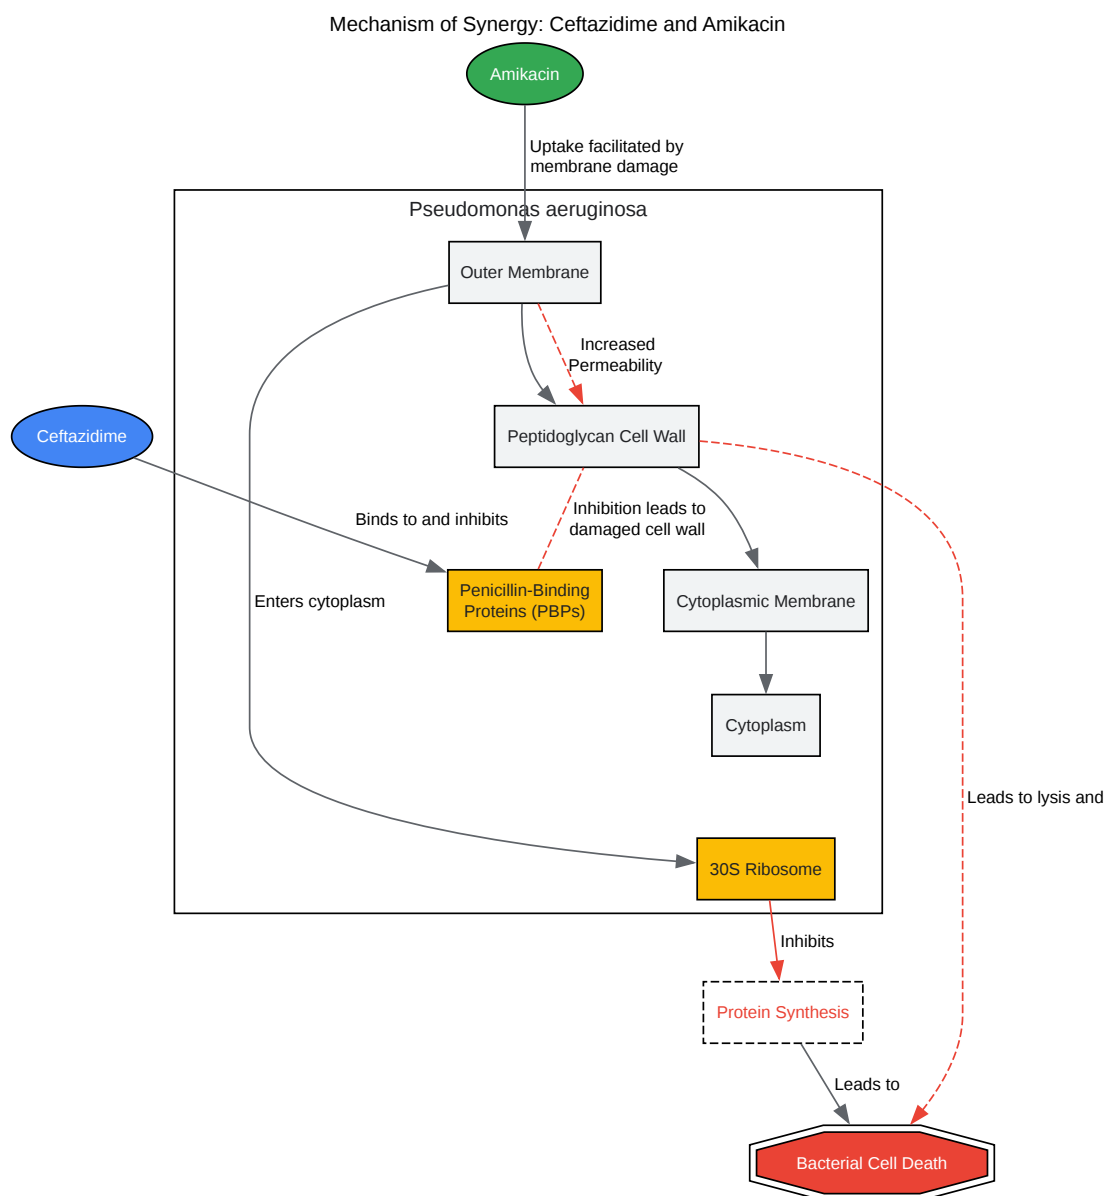 Mechanism of Synergy: Ceftazidime and Amikacin
Amikacin
Uptake facilitated by
membrane damage
Pseudomonas aeruginosa
Outer Membrane
Increased
Permeability
Ceftazidime
Peptidoglycan Cell Wall
Binds to and inhibits
Inhibition leads to
damaged cell wall
Enters cytoplasm
Penicillin-Binding
Proteins (PBPs)
Cytoplasmic Membrane
Cytoplasm
Leads to lysis and
30S Ribosome
Inhibits
Protein Synthesis
Leads to
Bacterial Cell Death